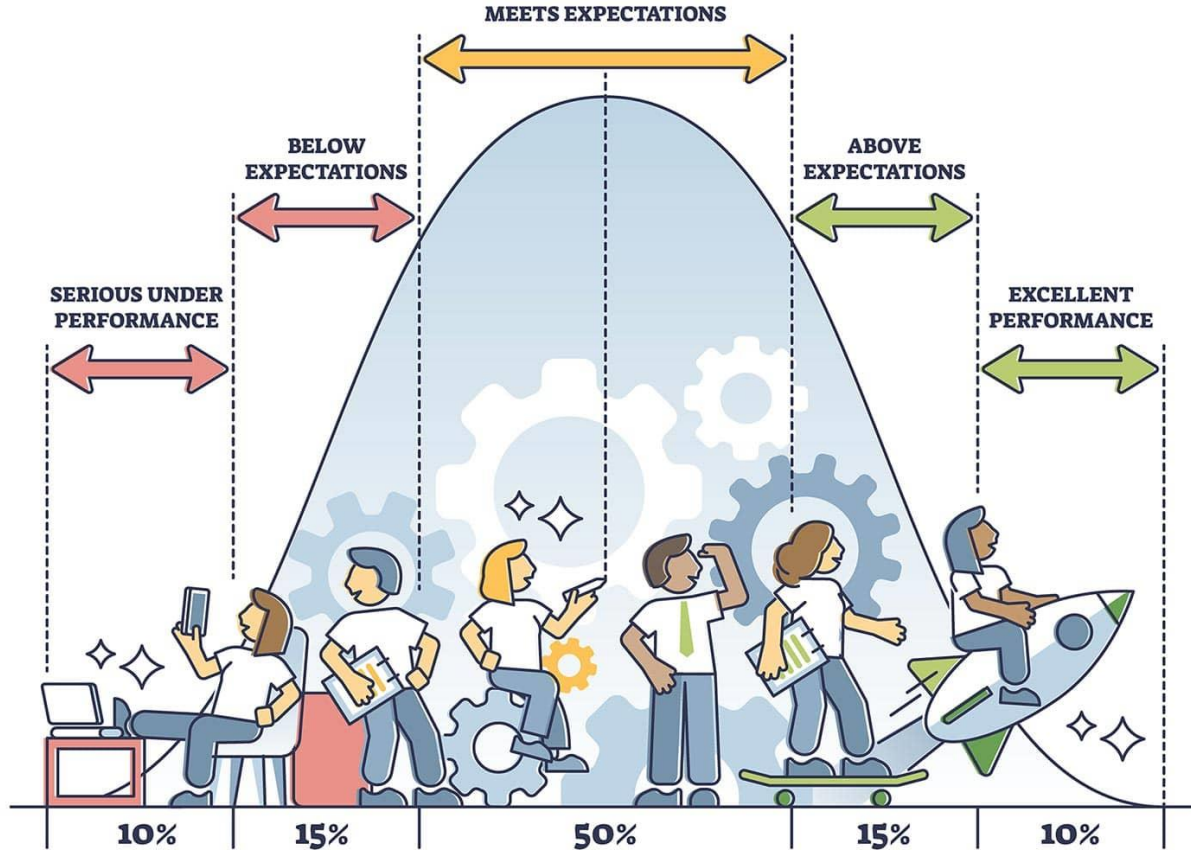 MEETS EXPECTATIONS
BELOW
EXPECTATIONS
ABOVE
EXPECTATIONS
SERIOUS UNDER
PERFORMANCE
EXCELLENT
PERFORMANCE
10%
15%
50%
15%
10%